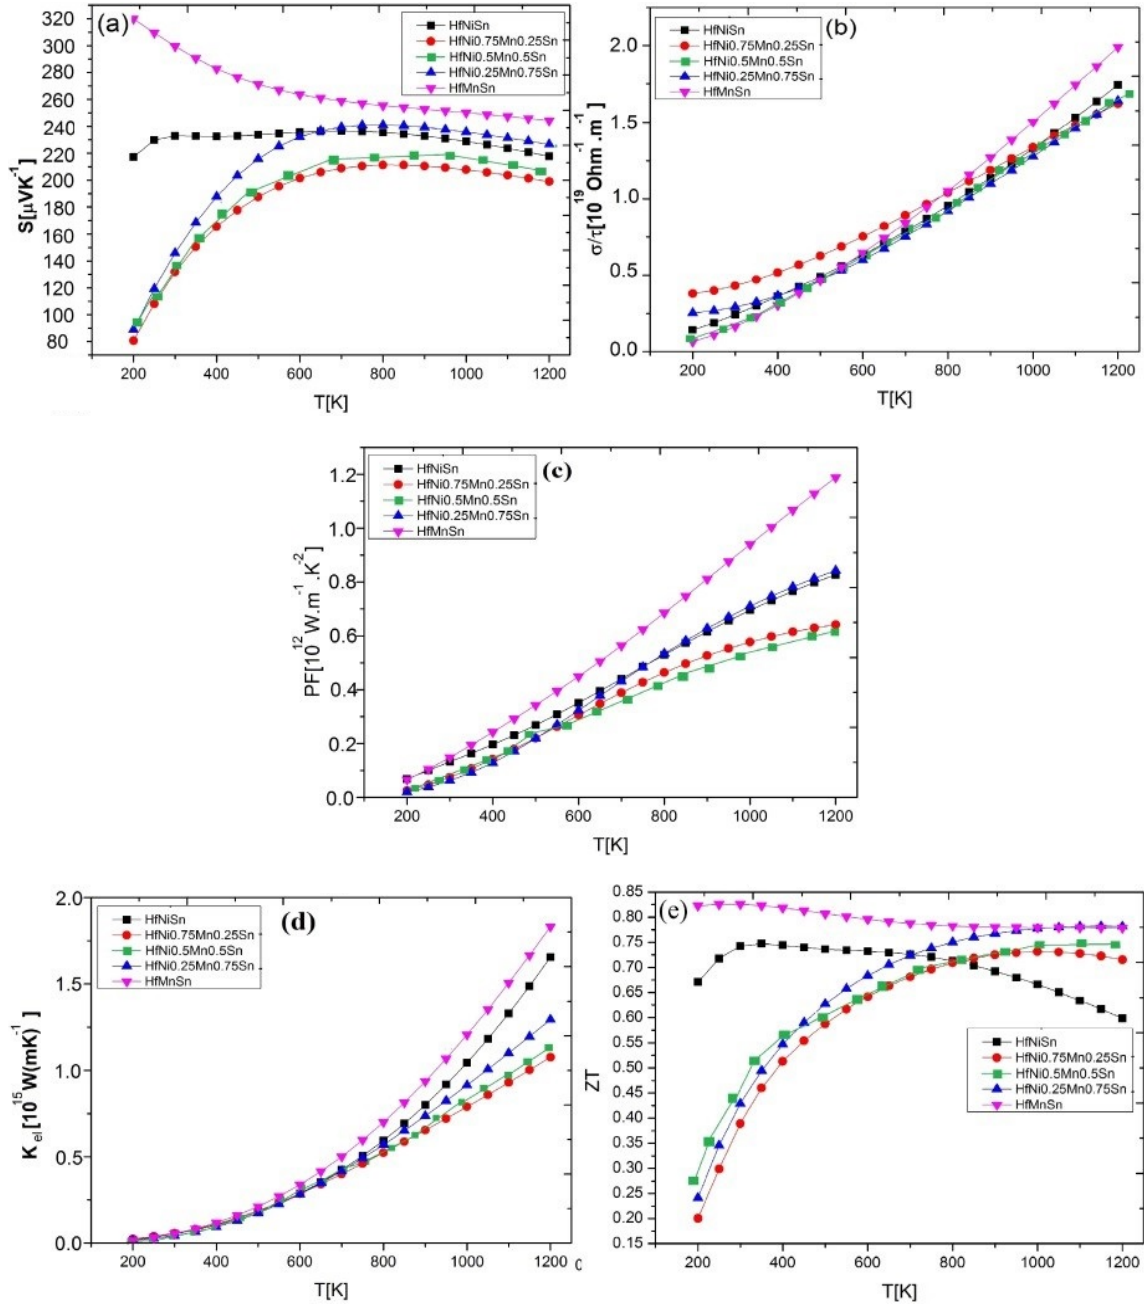 (a)
S[µVK⁻¹]
320
300
280
260
240
220
200
180
160
140
120
100
80
HfNiSn
HfNi0.75Mn0.25Sn
HfNi0.5Mn0.5Sn
HfNi0.25Mn0.75Sn
HfMnSn
200 400 600 800 1000 1200
T[K]
(b)
σ/τ[10¹⁹ Ohm⁻¹.m⁻¹]
2.0
1.5
1.0
0.5
0.0
HfNiSn
HfNi0.75Mn0.25Sn
HfNi0.5Mn0.5Sn
HfNi0.25Mn0.75Sn
HfMnSn
200 400 600 800 1000 1200
T[K]
(c)
PF[10¹²W.m⁻¹.K⁻²]
1.2
1.0
0.8
0.6
0.4
0.2
0.0
HfNiSn
HfNi0.75Mn0.25Sn
HfNi0.5Mn0.5Sn
HfNi0.25Mn0.75Sn
HfMnSn
200 400 600 800 1000 1200
T[K]
(d)
K el [10¹⁵W(mK)⁻¹]
2.0
1.5
1.0
0.5
0.0
HfNiSn
HfNi0.75Mn0.25Sn
HfNi0.5Mn0.5Sn
HfNi0.25Mn0.75Sn
HfMnSn
200 400 600 800 1000 1200
T[K]
(e)
ZT
0.85
0.80
0.75
0.70
0.65
0.60
0.55
0.50
0.45
0.40
0.35
0.30
0.25
0.20
0.15
HfNiSn
HfNi0.75Mn0.25Sn
HfNi0.5Mn0.5Sn
HfNi0.25Mn0.75Sn
HfMnSn
200 400 600 800 1000 1200
T[K]